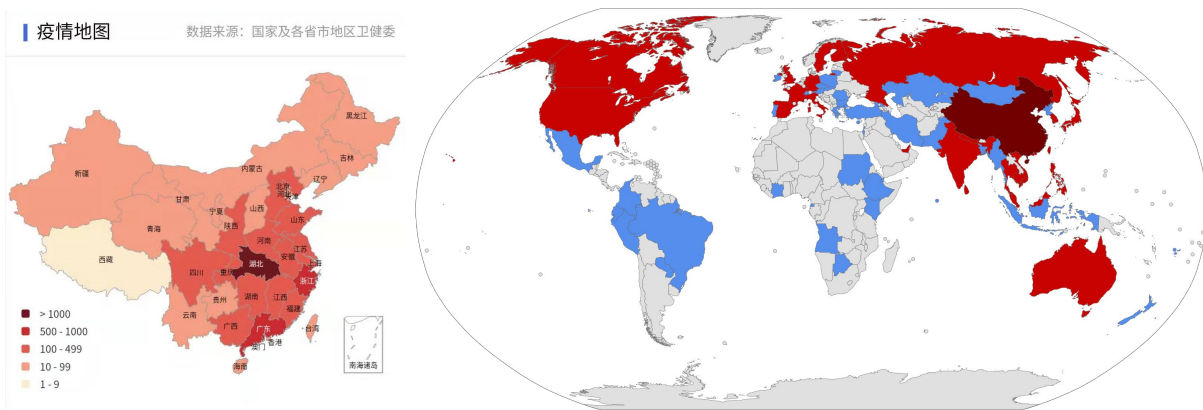 疫情地图
数据来源：国家及各省市地区卫健委
黑龙江
吉林
辽宁
内蒙古
新疆
北京
河北
天津
甘肃
宁夏
山西
山东
青海
陕西
河南
江苏
西藏
安徽
上海
四川
重庆
湖北
浙江
贵州
湖南
江西
福建
云南
广西
广东
台湾
香港
澳门
海南
南海诸岛
> 1000
500 - 1000
100 - 499
10 - 99
1 - 9